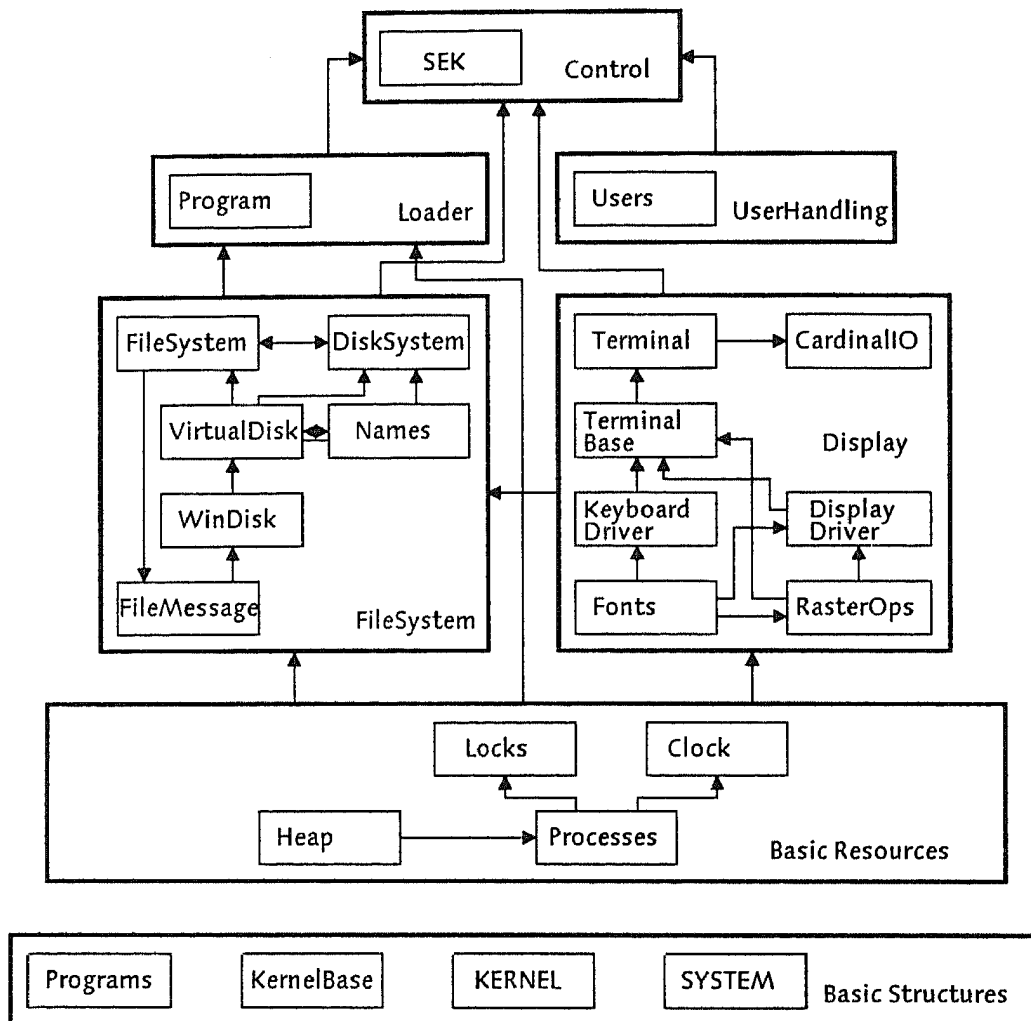 SEK
Control
Program
Loader
Users
UserHandling
FileSystem
DiskSystem
VirtualDisk
Names
WinDisk
FileMessage
FileSystem
Terminal
CardinalIO
Terminal
Base
Display
Keyboard
Driver
Display
Driver
Fonts
RasterOps
Locks
Clock
Heap
Processes
Basic Resources
Programs
KernelBase
KERNEL
SYSTEM
Basic Structures